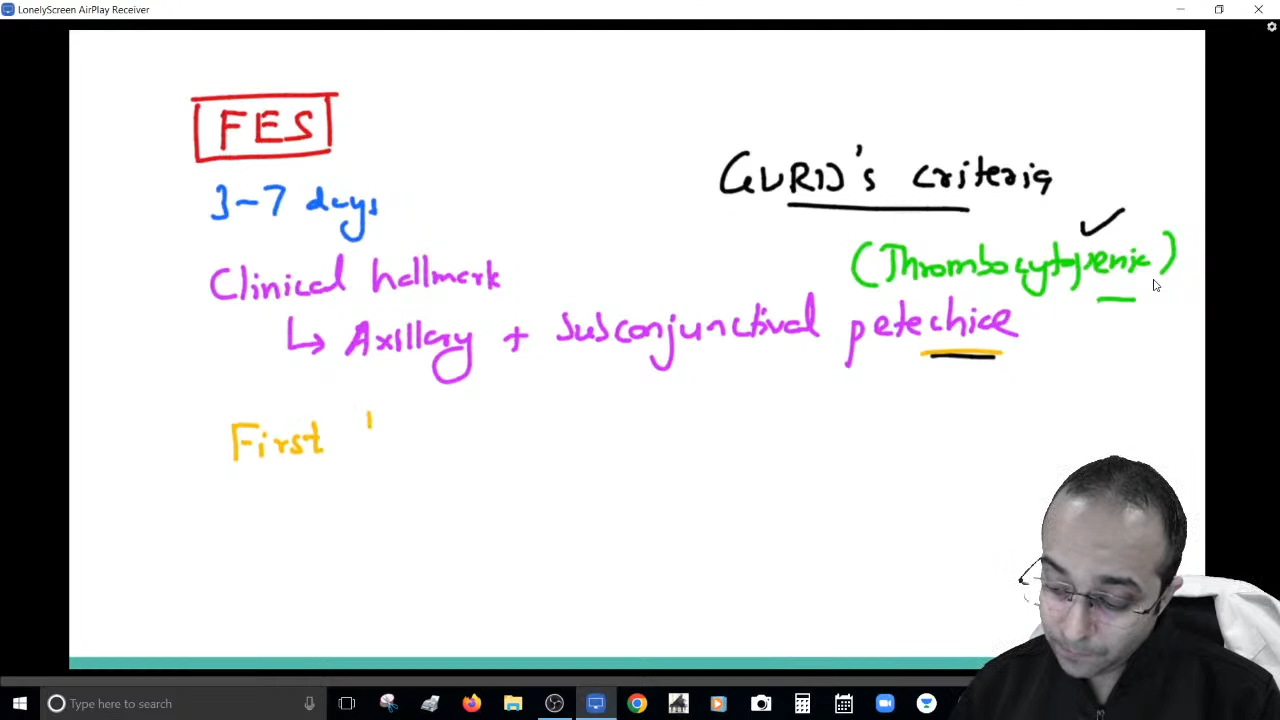 LonelyScreen AirPlay Receiver
FES
3-7 days
GURD's criteria
(Thrombocytopenia)
Clinical hallmark
Axillary + Subconjunctival petechiae
First
Type here to search